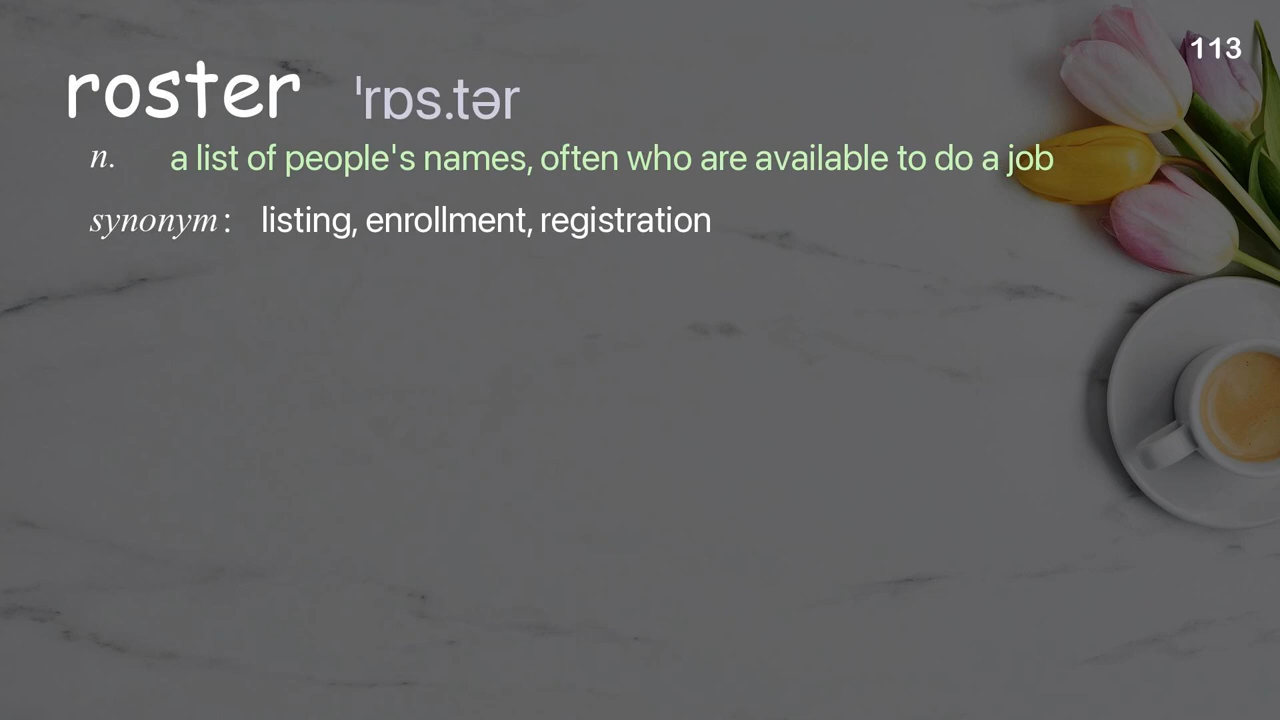 113
roster ˈrɒs.tər
n. a list of people's names, often who are available to do a job
synonym: listing, enrollment, registration